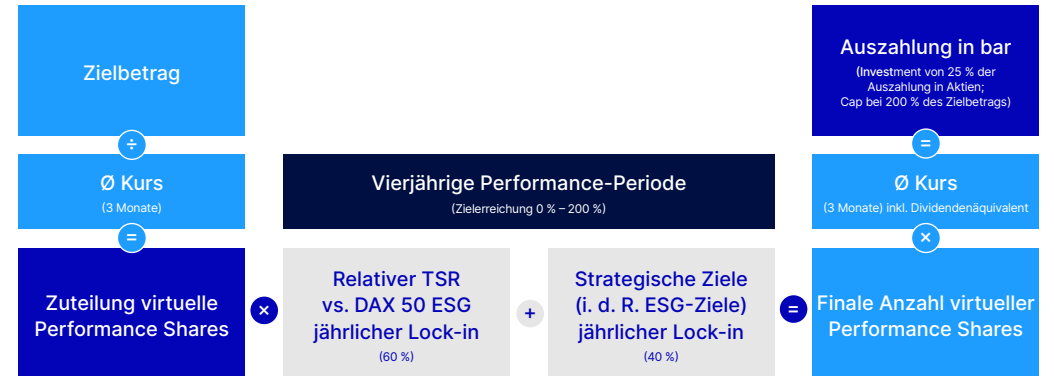 Zielbetrag
÷
Ø Kurs
(3 Monate)
=
Zuteilung virtuelle
Performance Shares
×
Vierjährige Performance-Periode
(Zielerreichung 0 % – 200 %)
Relativer TSR
vs. DAX 50 ESG
jährlicher Lock-in
(60 %)
+
Strategische Ziele
(i. d. R. ESG-Ziele)
jährlicher Lock-in
(40 %)
=
Auszahlung in bar
(Investment von 25 % der
Auszahlung in Aktien;
Cap bei 200 % des Zielbetrags)
=
Ø Kurs
(3 Monate) inkl. Dividendenäquivalent
×
Finale Anzahl virtueller
Performance Shares